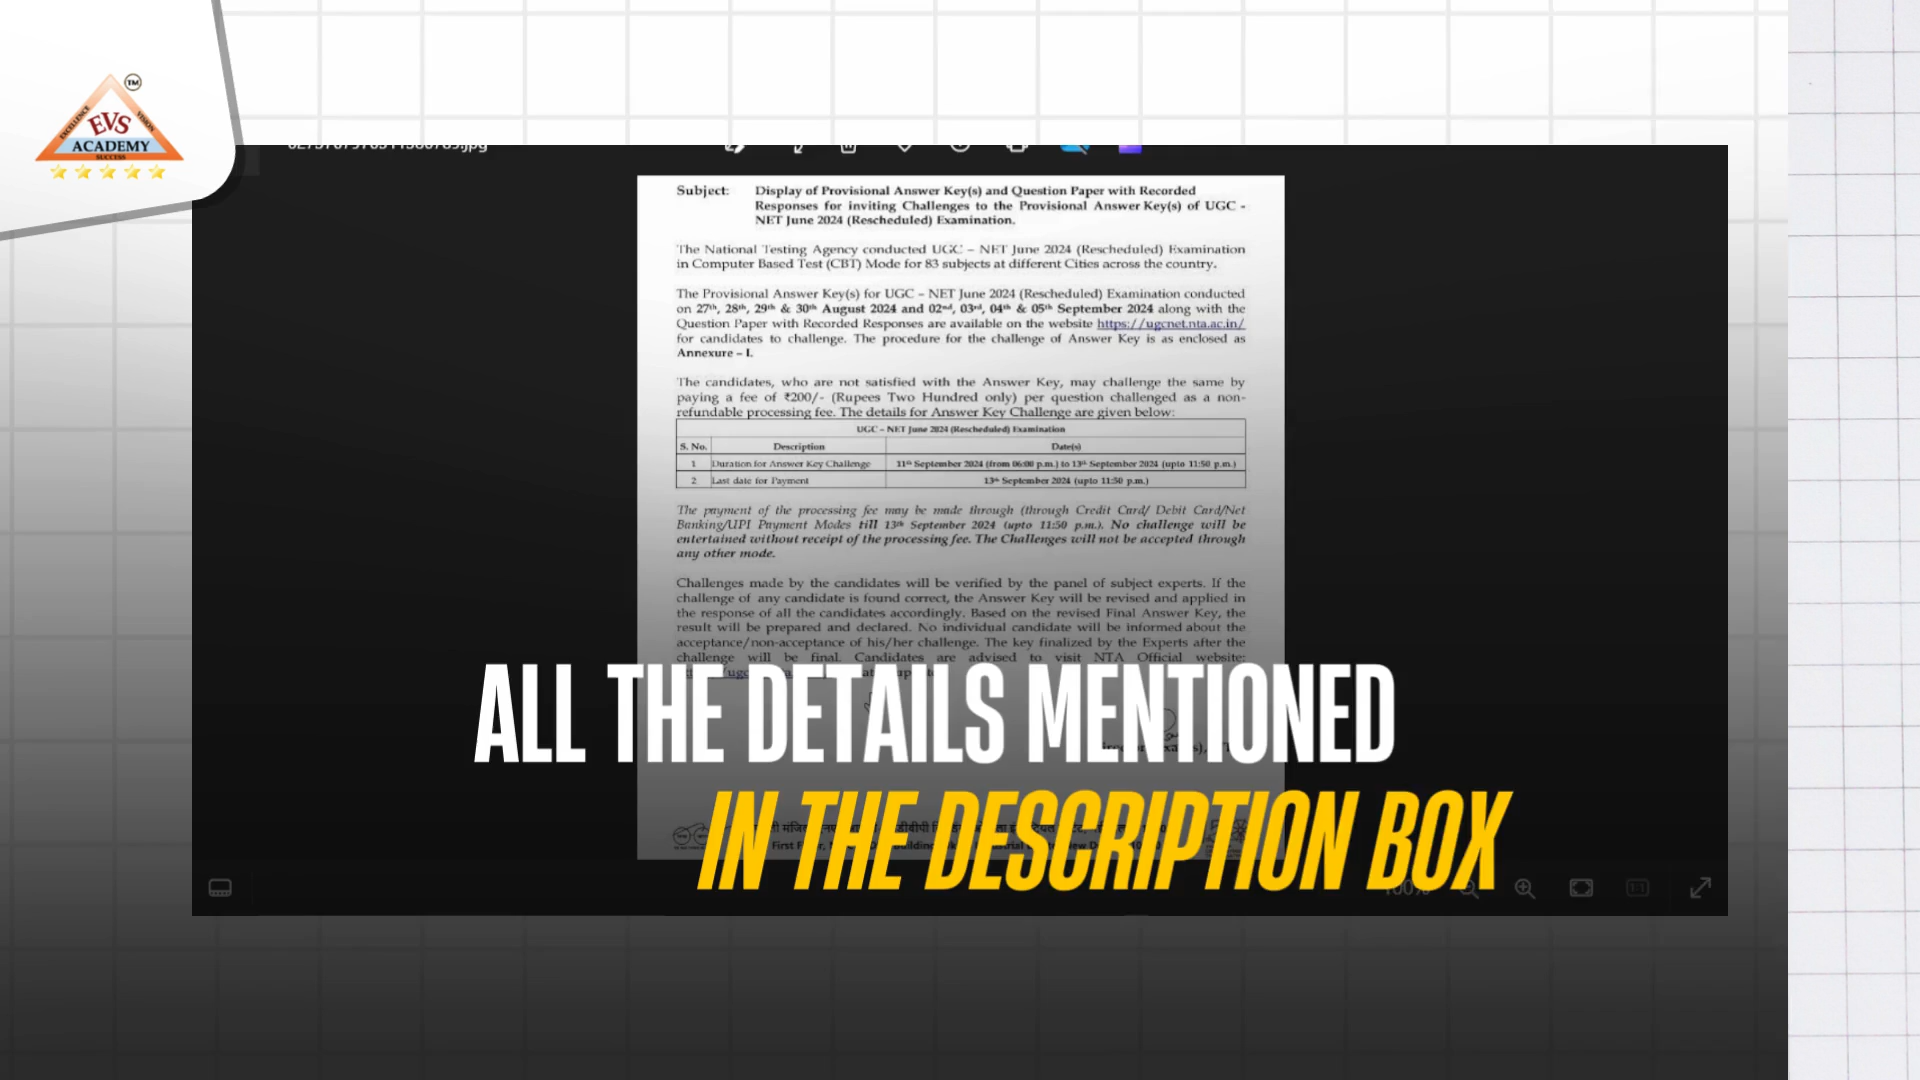 TM
EXCELLENCE
VISION
EVS
ACADEMY
SUCCESS
Subject: Display of Provisional Answer Key(s) and Question Paper with Recorded
Responses for inviting Challenges to the Provisional Answer Key(s) of UGC -
NET June 2024 (Rescheduled) Examination.
The National Testing Agency conducted UGC – NET June 2024 (Rescheduled) Examination
in Computer Based Test (CBT) Mode for 83 subjects at different Cities across the country.
The Provisional Answer Key(s) for UGC – NET June 2024 (Rescheduled) Examination conducted
on 27th, 28th, 29th & 30th August 2024 and 02nd, 03rd, 04th & 05th September 2024 along with the
Question Paper with Recorded Responses are available on the website https://ugcnet.nta.ac.in/
for candidates to challenge. The procedure for the challenge of Answer Key is as enclosed as
Annexure – I.
The candidates, who are not satisfied with the Answer Key, may challenge the same by
paying a fee of ₹200/- (Rupees Two Hundred only) per question challenged as a non-
refundable processing fee. The details for Answer Key Challenge are given below:
UGC – NET June 2024 (Rescheduled) Examination
S. No. Description Date(s)
1 Duration for Answer Key Challenge 11th September 2024 (from 06:00 p.m.) to 13th September 2024 (upto 11:50 p.m.)
2 Last date for Payment 13th September 2024 (upto 11:50 p.m.)
The payment of the processing fee may be made through (through Credit Card/ Debit Card/Net
Banking/UPI Payment Modes till 13th September 2024 (upto 11:50 p.m.). No challenge will be
entertained without receipt of the processing fee. The Challenges will not be accepted through
any other mode.
Challenges made by the candidates will be verified by the panel of subject experts. If the
challenge of any candidate is found correct, the Answer Key will be revised and applied in
the response of all the candidates accordingly. Based on the revised Final Answer Key, the
result will be prepared and declared. No individual candidate will be informed about the
acceptance/non-acceptance of his/her challenge. The key finalized by the Experts after the
challenge will be final. Candidates are advised to visit NTA Official website:
ALL THE DETAILS MENTIONED
IN THE DESCRIPTION BOX
First
100%